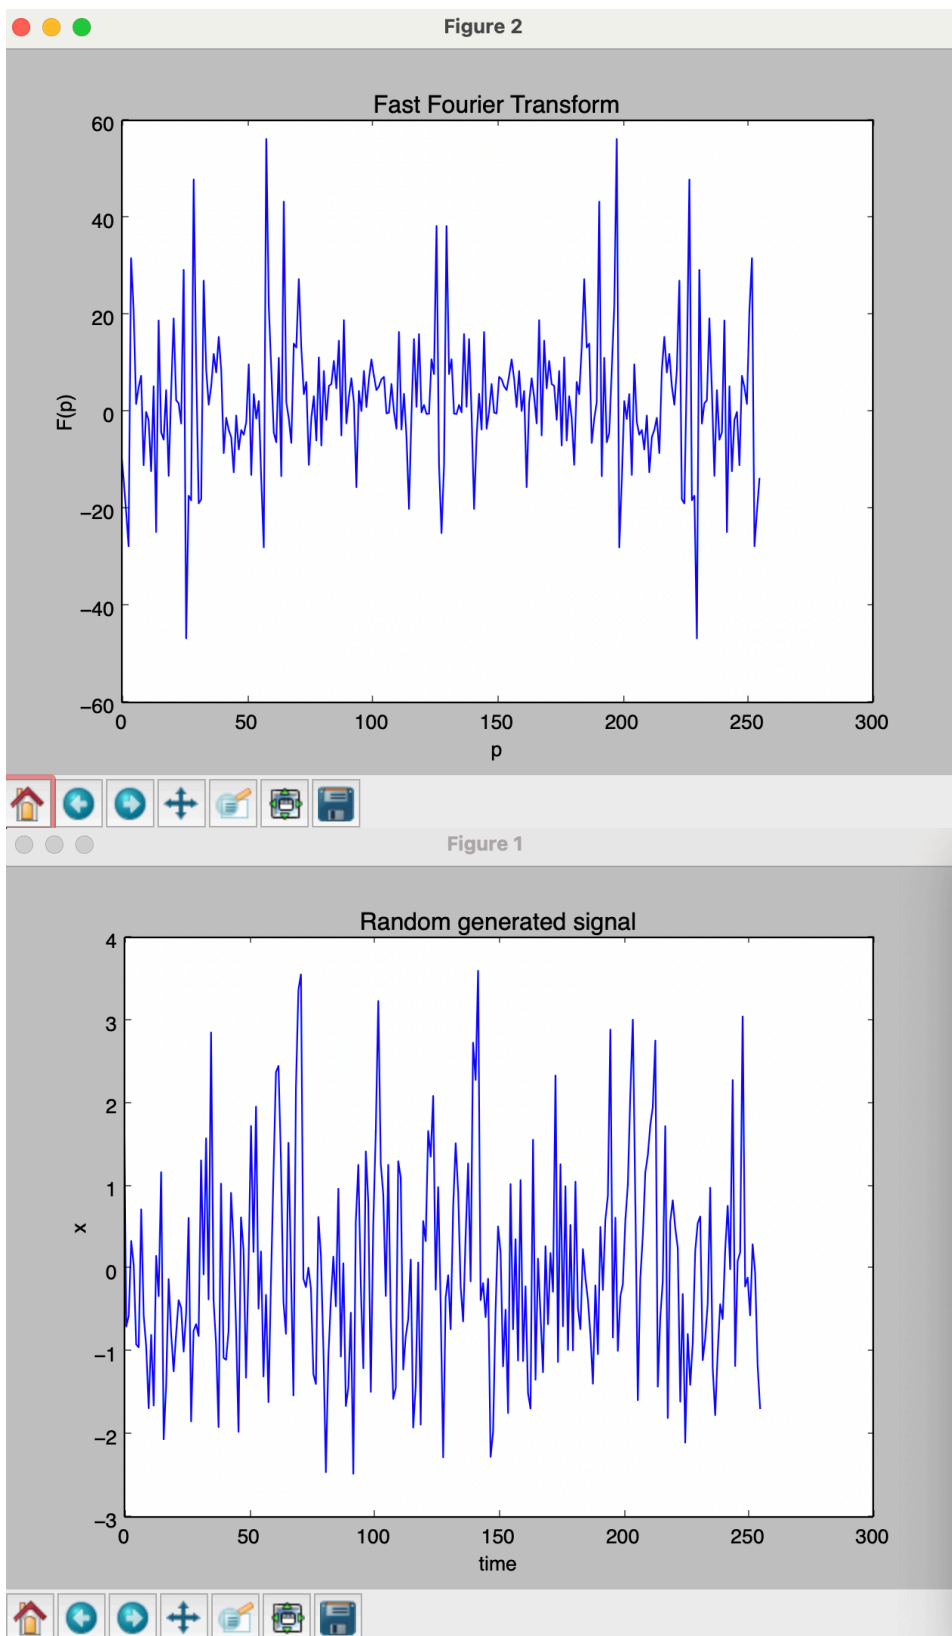 Figure 2
Fast Fourier Transform
60
40
20
0
−20
−40
−60
F(p)
0 50 100 150 200 250 300
p
Figure 1
Random generated signal
4
3
2
1
0
−1
−2
−3
x
0 50 100 150 200 250 300
time